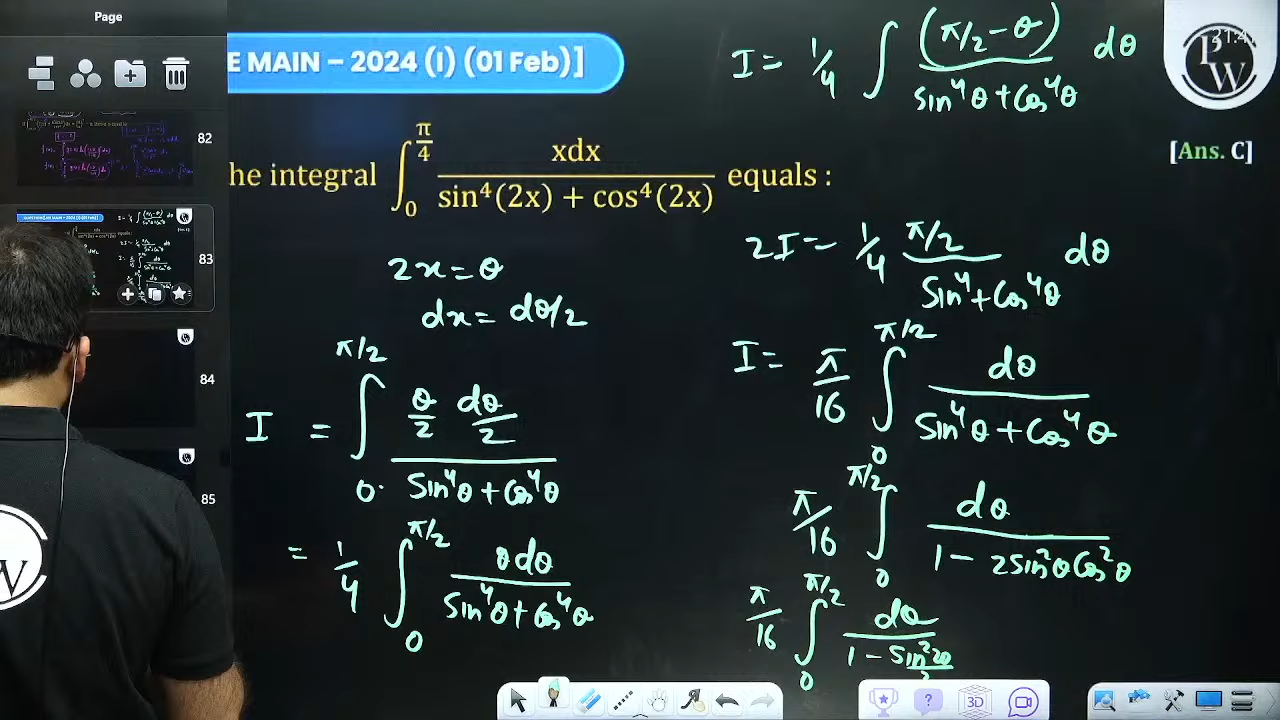 Page
E MAIN – 2024 (I) (01 Feb)]
he integral ∫₀^{π/4} xdx / (sin⁴(2x) + cos⁴(2x)) equals :
[Ans. C]
2x = θ
dx = dθ/2
I = ∫₀^{π/2} (θ/2 dθ/2) / (sin⁴θ + cos⁴θ)
= 1/4 ∫₀^{π/2} θdθ / (sin⁴θ + cos⁴θ)
I = 1/4 ∫ (π/2 - θ) / (sin⁴θ + cos⁴θ) dθ
2I = 1/4 (π/2) / (sin⁴ + cos⁴θ) dθ
I = π/16 ∫₀^{π/2} dθ / (sin⁴θ + cos⁴θ)
π/16 ∫₀^{π/2} dθ / (1 - 2sin²θcos²θ)
π/16 ∫₀^{π/2} dθ / (1 - sin²2θ/2)
82
83
84
85
W
3D